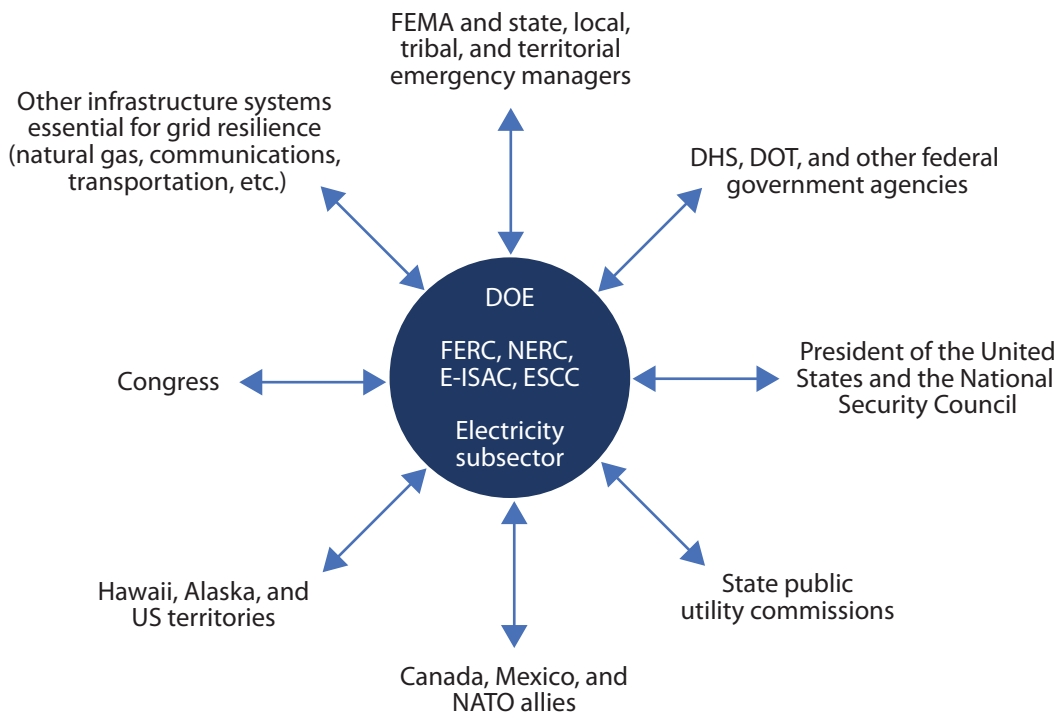 FEMA and state, local,
tribal, and territorial
emergency managers
Other infrastructure systems
essential for grid resilience
(natural gas, communications,
transportation, etc.)
DHS, DOT, and other federal
government agencies
DOE
FERC, NERC,
E-ISAC, ESCC
Electricity
subsector
Congress
President of the United
States and the National
Security Council
Hawaii, Alaska, and
US territories
State public
utility commissions
Canada, Mexico, and
NATO allies